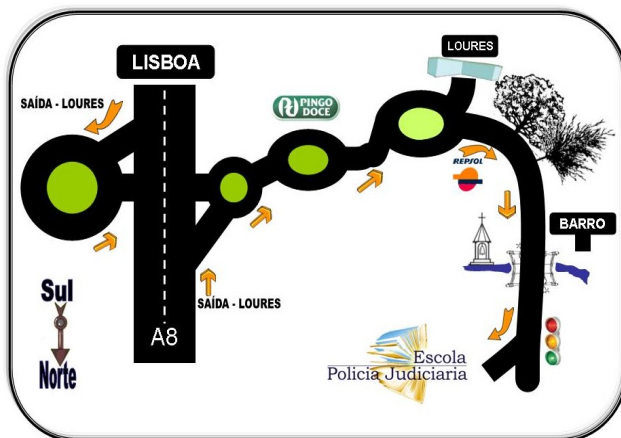 LISBOA
LOURES
SAÍDA - LOURES
PINGO
DOCE
REPSOL
BARRO
SAÍDA - LOURES
Sul
Norte
A8
Escola
Policia Judiciaria